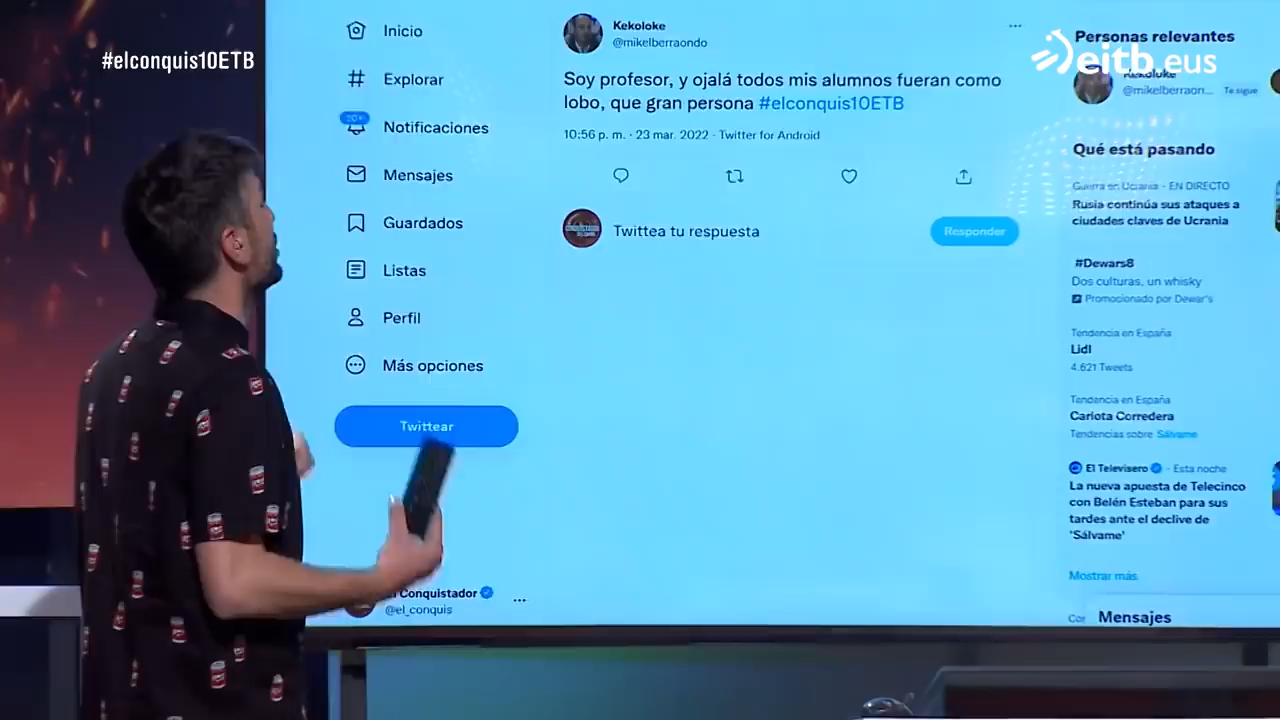 #elconquis10ETB
eitb.eus
Inicio
Explorar
20+
Notificaciones
Mensajes
Guardados
Listas
Perfil
Más opciones
Twittear
El Conquistador
@el_conquis
Kekoloke
@mikelberraondo
Soy profesor, y ojalá todos mis alumnos fueran como
lobo, que gran persona #elconquis10ETB
10:56 p. m. · 23 mar. 2022 · Twitter for Android
Twittea tu respuesta
Responder
Personas relevantes
Kekoloke
@mikelberraon... Te sigue
Qué está pasando
Guerra en Ucrania · EN DIRECTO
Rusia continúa sus ataques a
ciudades claves de Ucrania
#Dewars8
Dos culturas, un whisky
Promocionado por Dewar's
Tendencia en España
Lidl
4.621 Tweets
Tendencia en España
Carlota Corredera
Tendencias sobre Sálvame
El Televisero · Esta noche
La nueva apuesta de Telecinco
con Belén Esteban para sus
tardes ante el declive de
'Sálvame'
Mostrar más
Mensajes